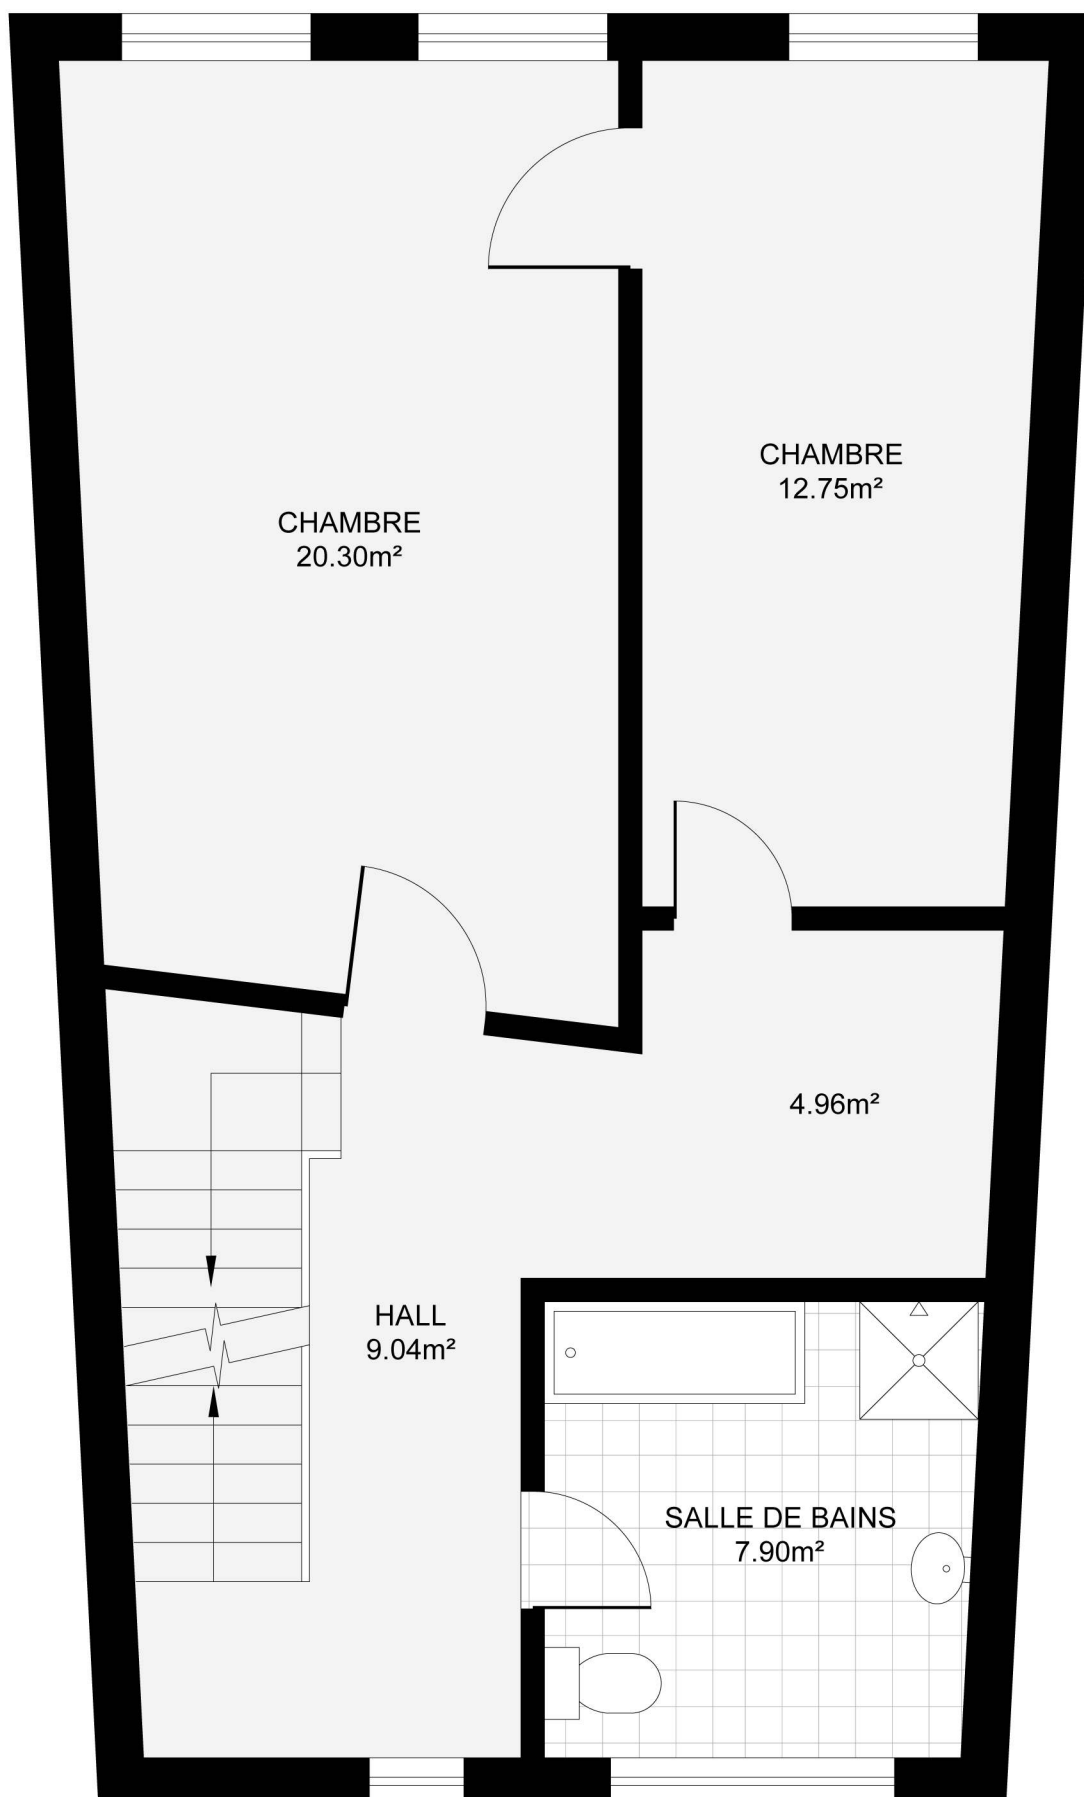 CHAMBRE
12.75m²
CHAMBRE
20.30m²
4.96m²
HALL
9.04m²
SALLE DE BAINS
7.90m²